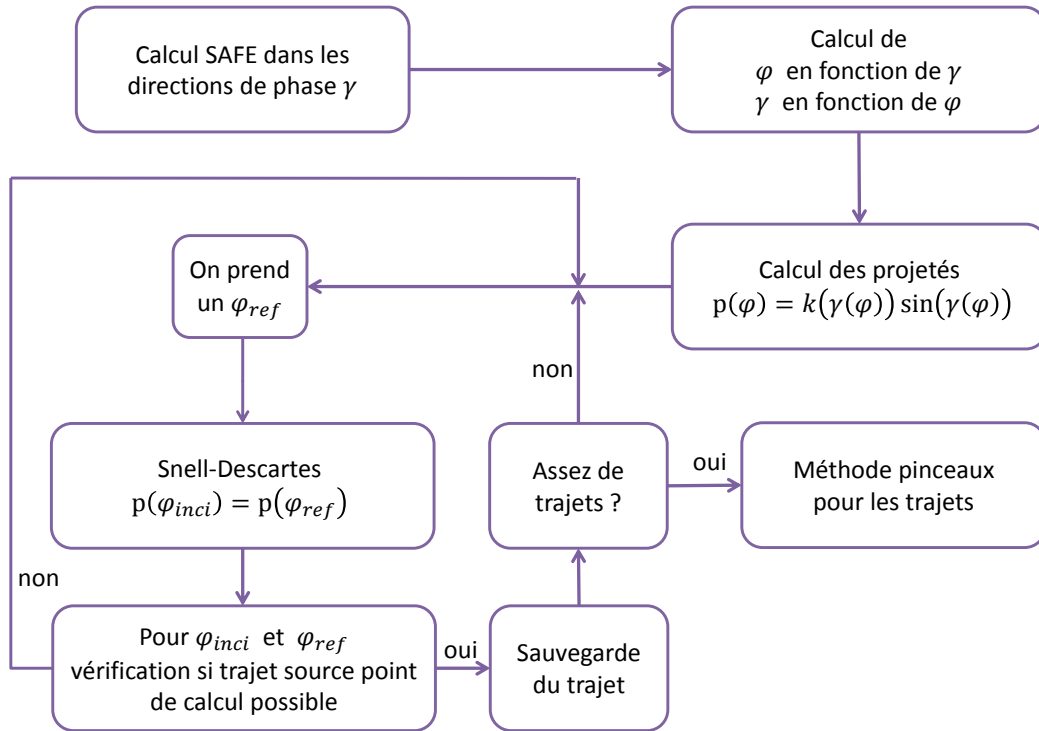 Calcul SAFE dans les
directions de phase γ
Calcul de
φ en fonction de γ
γ en fonction de φ
Calcul des projetés
p(φ) = k(γ(φ)) sin(γ(φ))
On prend
un φ_ref
non
Snell-Descartes
p(φ_inci) = p(φ_ref)
Assez de
trajets ?
oui
Méthode pinceaux
pour les trajets
non
Pour φ_inci et φ_ref
vérification si trajet source point
de calcul possible
oui
Sauvegarde
du trajet